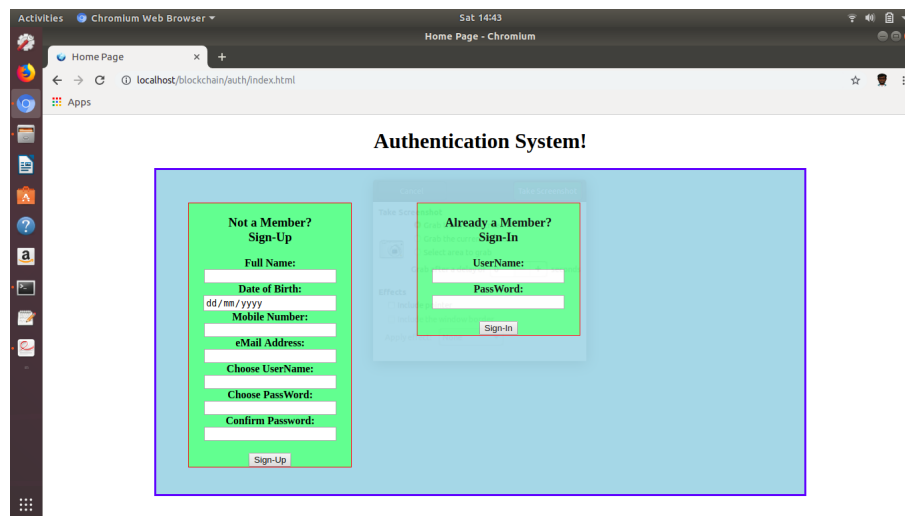 Activities
Chromium Web Browser
Sat 14:43
Home Page - Chromium
Home Page
localhost/blockchain/auth/index.html
Apps
Authentication System!
Not a Member?
Sign-Up
Full Name:
Date of Birth:
dd/mm/yyyy
Mobile Number:
eMail Address:
Choose UserName:
Choose PassWord:
Confirm Password:
Sign-Up
Already a Member?
Sign-In
UserName:
PassWord:
Sign-In
Effects